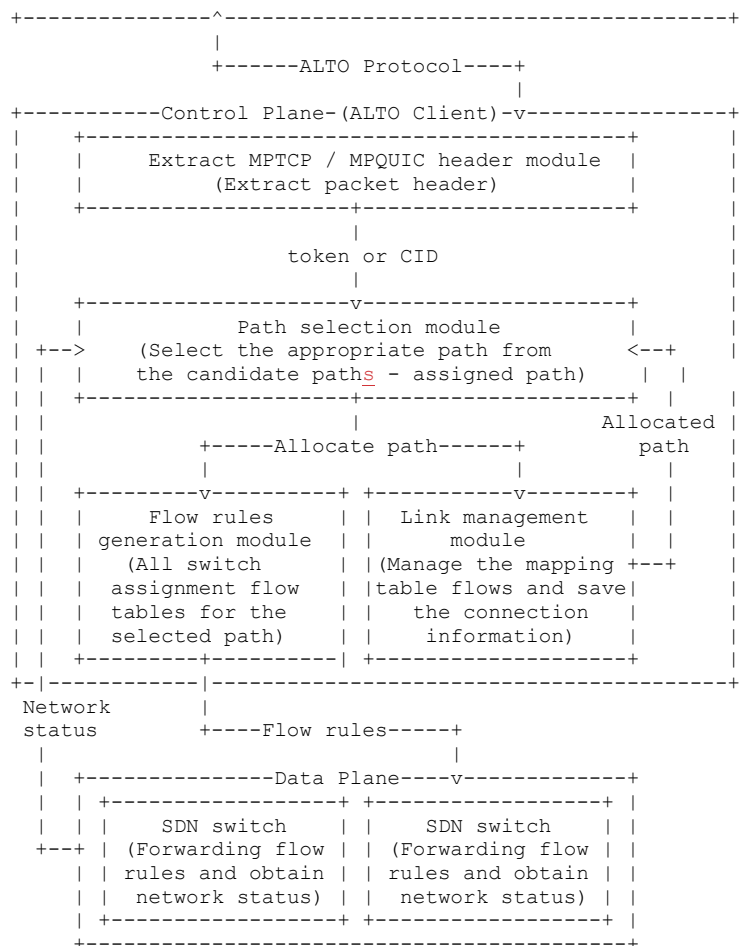 ALTO Protocol
Control Plane-(ALTO Client)
Extract MPTCP / MPQUIC header module
(Extract packet header)
token or CID
Path selection module
(Select the appropriate path from
the candidate paths - assigned path)
Allocated
Allocate path
path
Flow rules
Link management
generation module
module
(All switch
(Manage the mapping
assignment flow
table flows and save
tables for the
the connection
selected path)
information)
Network
status
Flow rules
Data Plane
SDN switch
SDN switch
(Forwarding flow
(Forwarding flow
rules and obtain
rules and obtain
network status)
network status)